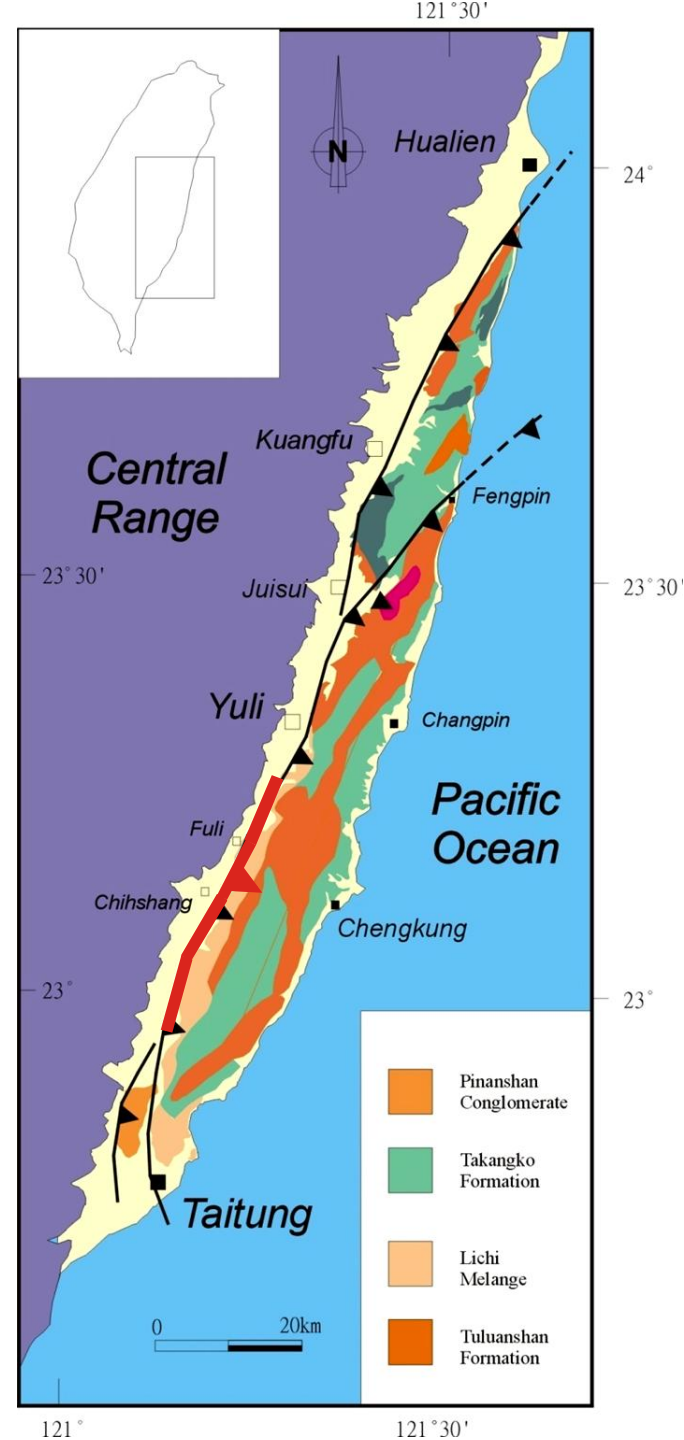 121°30'
N
Hualien
24°
Kuangfu
Central
Range
Fengpin
23°30'
Juisui
23°30'
Yuli
Changpin
Pacific
Ocean
Fuli
Chihshang
Chengkung
23°
23°
Pinanshan
Conglomerate
Takangko
Formation
Taitung
Lichi
Melange
0 20km
Tuluanshan
Formation
121° 121°30'